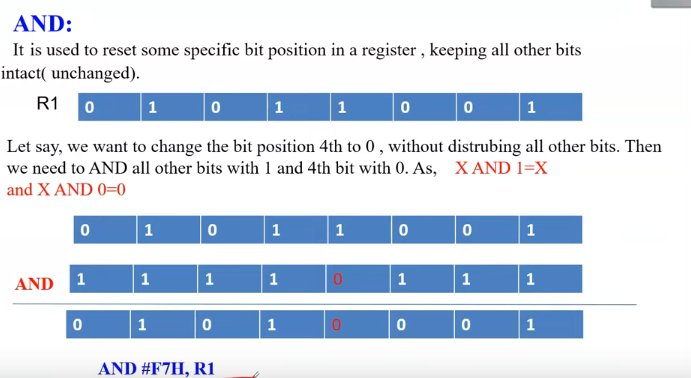 AND:
It is used to reset some specific bit position in a register , keeping all other bits
intact( unchanged).
R1 0 1 0 1 1 0 0 1
Let say, we want to change the bit position 4th to 0 , without distrubing all other bits. Then
we need to AND all other bits with 1 and 4th bit with 0. As, X AND 1=X
and X AND 0=0
0 1 0 1 1 0 0 1
AND 1 1 1 1 0 1 1 1
0 1 0 1 0 0 0 1
AND #F7H, R1